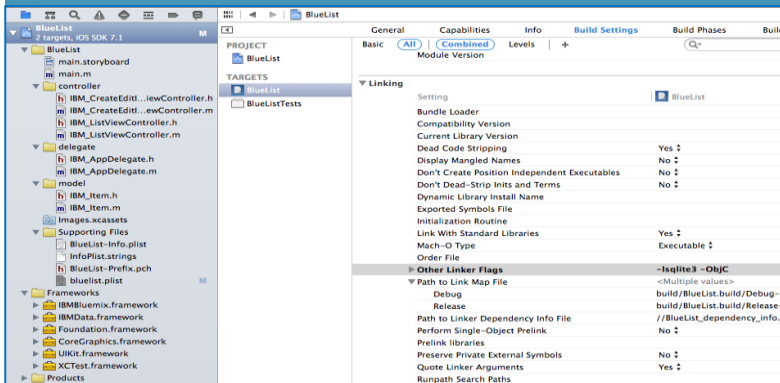 BlueList
BlueList
2 targets, iOS SDK 7.1
M
BlueList
main.storyboard
main.m
controller
IBM_CreateEditI...iewController.h
IBM_CreateEditI...ewController.m
IBM_ListViewController.h
IBM_ListViewController.m
delegate
IBM_AppDelegate.h
IBM_AppDelegate.m
model
IBM_Item.h
IBM_Item.m
Images.xcassets
Supporting Files
BlueList-Info.plist
InfoPlist.strings
BlueList-Prefix.pch
bluelist.plist M
Frameworks
IBMBluemix.framework
IBMData.framework
Foundation.framework
CoreGraphics.framework
UIKit.framework
XCTest.framework
Products
PROJECT
BlueList
TARGETS
BlueList
BlueListTests
General Capabilities Info Build Settings Build Phases Buil
Basic All Combined Levels +
Module Version
Linking
Setting BlueList
Bundle Loader
Compatibility Version
Current Library Version
Dead Code Stripping Yes
Display Mangled Names No
Don't Create Position Independent Executables No
Don't Dead-Strip Inits and Terms No
Dynamic Library Install Name
Exported Symbols File
Initialization Routine
Link With Standard Libraries Yes
Mach-O Type Executable
Order File
Other Linker Flags -lsqlite3 -ObjC
Path to Link Map File <Multiple values>
Debug build/BlueList.build/Debug-
Release build/BlueList.build/Release-
Path to Linker Dependency Info File //BlueList_dependency_info.
Perform Single-Object Prelink No
Prelink libraries
Preserve Private External Symbols No
Quote Linker Arguments Yes
Runpath Search Paths